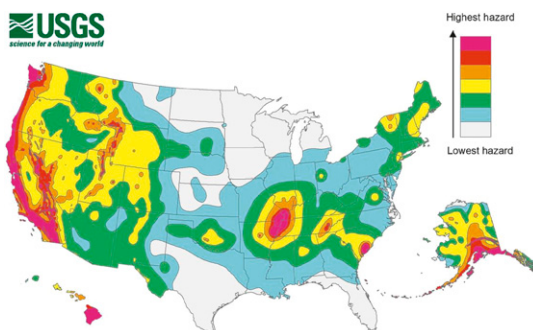 USGS
science for a changing world
Highest hazard
Lowest hazard